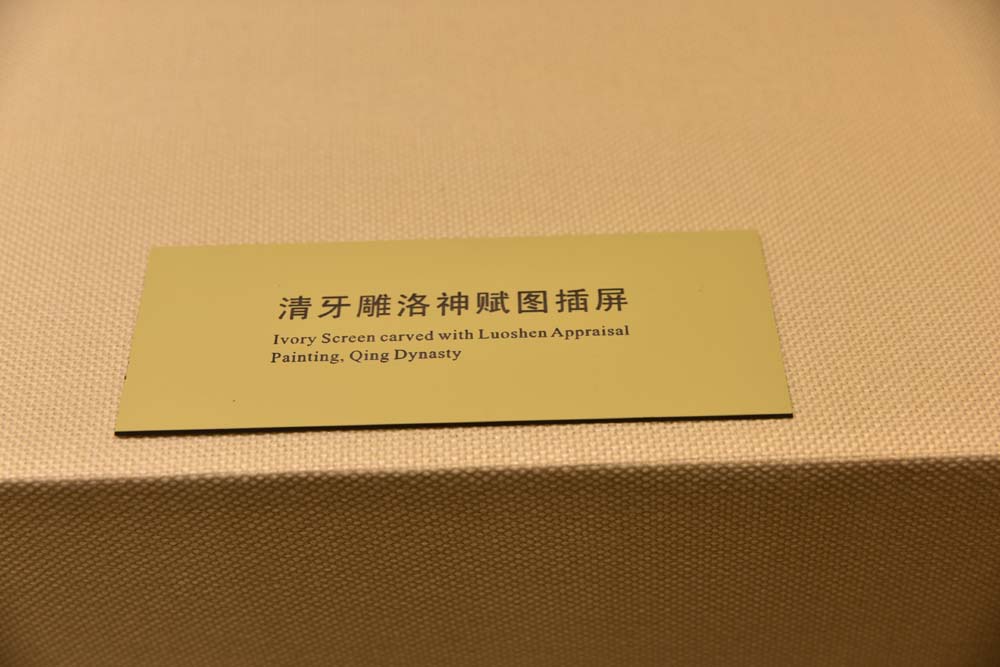 清牙雕洛神赋图插屏
Ivory Screen carved with Luoshen Appraisal
Painting, Qing Dynasty